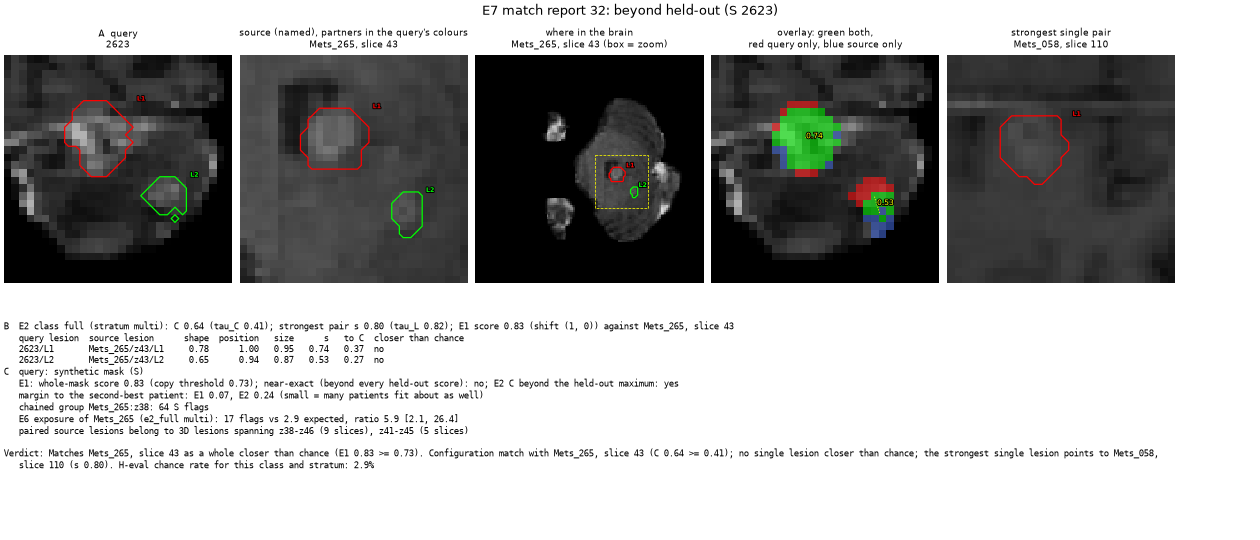 E7 match report 32: beyond held-out (S 2623)
A query
2623
source (named), partners in the query's colours
Mets_265, slice 43
where in the brain
Mets_265, slice 43 (box = zoom)
overlay: green both,
red query only, blue source only
strongest single pair
Mets_058, slice 110
L1
L2
L1
L2
L1
L2
0.74
0.53
L1
B E2 class full (stratum multi): C 0.64 (tau_C 0.41); strongest pair s 0.80 (tau_L 0.82); E1 score 0.83 (shift (1, 0)) against Mets_265, slice 43
query lesion source lesion shape position size s to C closer than chance
2623/L1 Mets_265/z43/L1 0.78 1.00 0.95 0.74 0.37 no
2623/L2 Mets_265/z43/L2 0.65 0.94 0.87 0.53 0.27 no
C query: synthetic mask (S)
E1: whole-mask score 0.83 (copy threshold 0.73); near-exact (beyond every held-out score): no; E2 C beyond the held-out maximum: yes
margin to the second-best patient: E1 0.07, E2 0.24 (small = many patients fit about as well)
chained group Mets_265:z38: 64 S flags
E6 exposure of Mets_265 (e2_full multi): 17 flags vs 2.9 expected, ratio 5.9 [2.1, 26.4]
paired source lesions belong to 3D lesions spanning z38-z46 (9 slices), z41-z45 (5 slices)
Verdict: Matches Mets_265, slice 43 as a whole closer than chance (E1 0.83 >= 0.73). Configuration match with Mets_265, slice 43 (C 0.64 >= 0.41); no single lesion closer than chance; the strongest single lesion points to Mets_058,
slice 110 (s 0.80). H-eval chance rate for this class and stratum: 2.9%